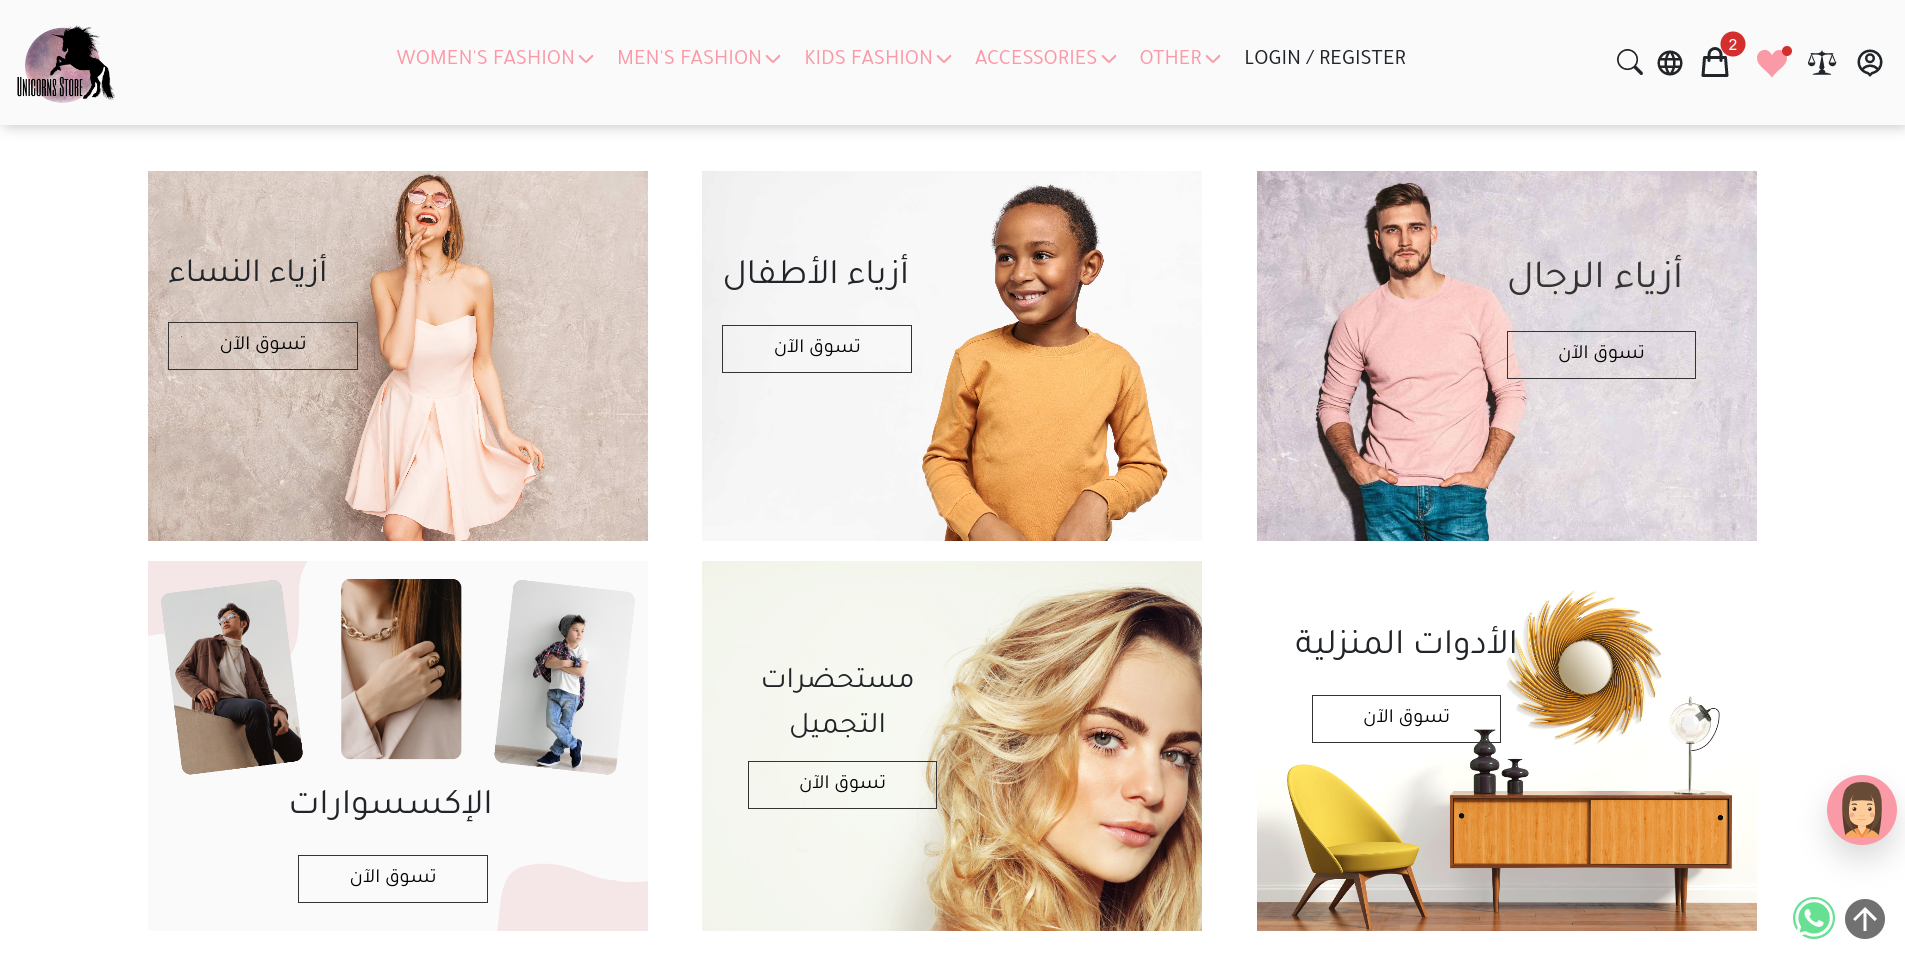 UNICORNS STORE
WOMEN'S FASHION
MEN'S FASHION
KIDS FASHION
ACCESSORIES
OTHER
LOGIN / REGISTER
2
أزياء النساء
تسوق الآن
أزياء الأطفال
تسوق الآن
أزياء الرجال
تسوق الآن
الإكسسوارات
تسوق الآن
مستحضرات
التجميل
تسوق الآن
الأدوات المنزلية
تسوق الآن